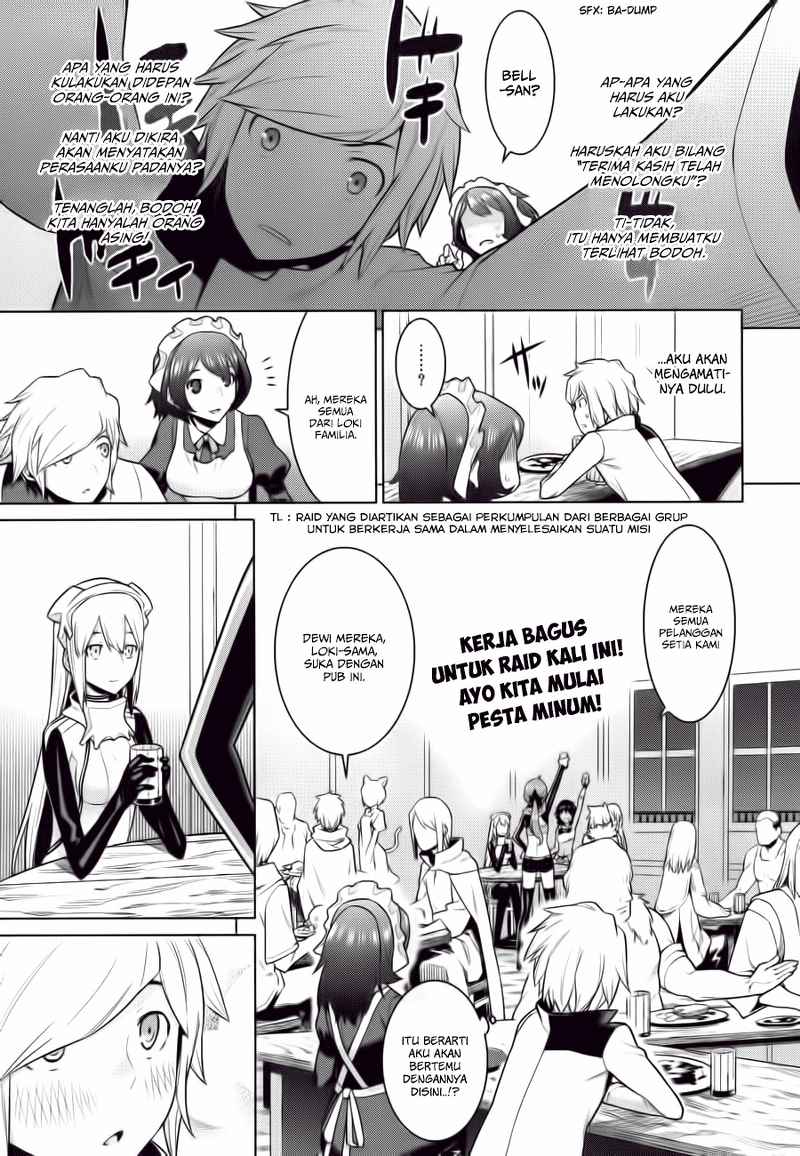 SFX: BA-DUMP
BELL
-SAN?
AP-APA YANG
HARUS AKU
LAKUKAN?
HARUSKAH AKU BILANG
"TERIMA KASIH TELAH
MENOLONGKU"?
TI-TIDAK,
ITU HANYA MEMBUATKU
TERLIHAT BODOH.
APA YANG HARUS
KULAKUKAN DIDEPAN
ORANG-ORANG INI?
NANTI AKU DIKIRA
AKAN MENYATAKAN
PERASAANKU PADANYA?
TENANGLAH, BODOH!
KITA HANYALAH ORANG
ASING!
ドキ
ドキ
...AKU AKAN
MENGAMATI-
NYA DULU.
......?
AH, MEREKA
SEMUA
DARI LOKI
FAMILIA.
TL : RAID YANG DIARTIKAN SEBAGAI PERKUMPULAN DARI BERBAGAI GRUP
UNTUK BERKERJA SAMA DALAM MENYELESAIKAN SUATU MISI
MEREKA
SEMUA
PELANGGAN
SETIA KAMI
KERJA BAGUS
UNTUK RAID KALI INI!
AYO KITA MULAI
PESTA MINUM!
DEWI MEREKA,
LOKI-SAMA,
SUKA DENGAN
PUB INI.
ITU BERARTI
AKU AKAN
BERTEMU
DENGANNYA
DISINI..!?